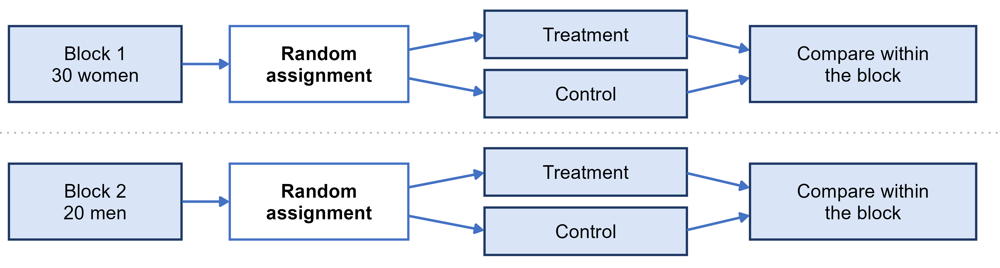 Block 1
30 women
Random
assignment
Treatment
Control
Compare within
the block
Block 2
20 men
Random
assignment
Treatment
Control
Compare within
the block